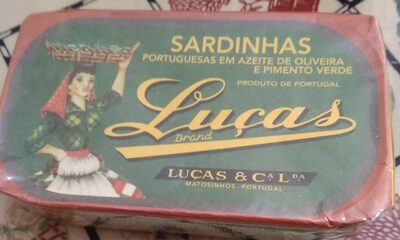 SARDINHAS
PORTUGUESAS EM AZEITE DE OLIVEIRA
E PIMENTO VERDE
PRODUTO DE PORTUGAL
Luças
Brand
LUÇAS & Cª. Lda.
MATOSINHOS - PORTUGAL